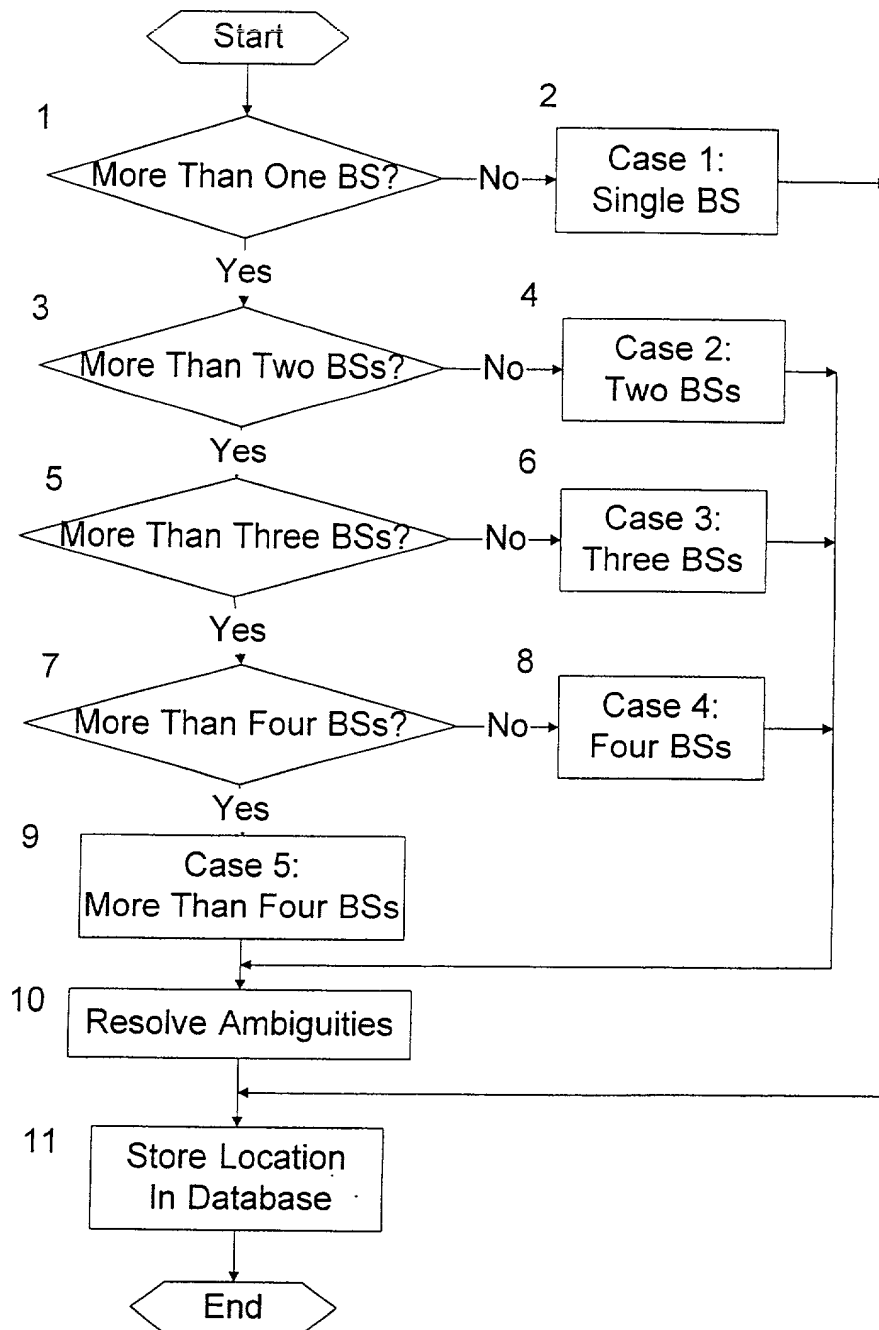 Start
1
More Than One BS?
No
2
Case 1:
Single BS
Yes
3
More Than Two BSs?
No
4
Case 2:
Two BSs
Yes
5
More Than Three BSs?
No
6
Case 3:
Three BSs
Yes
7
More Than Four BSs?
No
8
Case 4:
Four BSs
Yes
9
Case 5:
More Than Four BSs
10
Resolve Ambiguities
11
Store Location
In Database
End